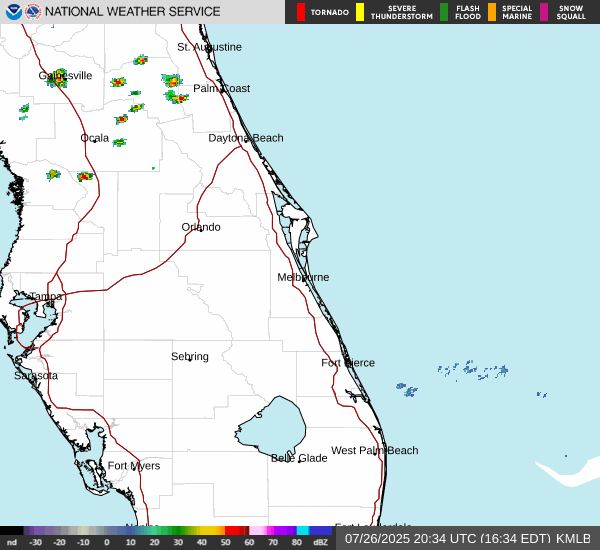 NATIONAL WEATHER SERVICE
TORNADO
SEVERE THUNDERSTORM
FLASH FLOOD
SPECIAL MARINE
SNOW SQUALL
St. Augustine
Gainesville
Palm Coast
Ocala
Daytona Beach
Orlando
Melbourne
Tampa
Sebring
Fort Pierce
Sarasota
West Palm Beach
Belle Glade
Fort Myers
Naples
Fort Lauderdale
nd -30 -20 -10 0 10 20 30 40 50 60 70 80 dBZ
07/26/2025 20:34 UTC (16:34 EDT) KMLB